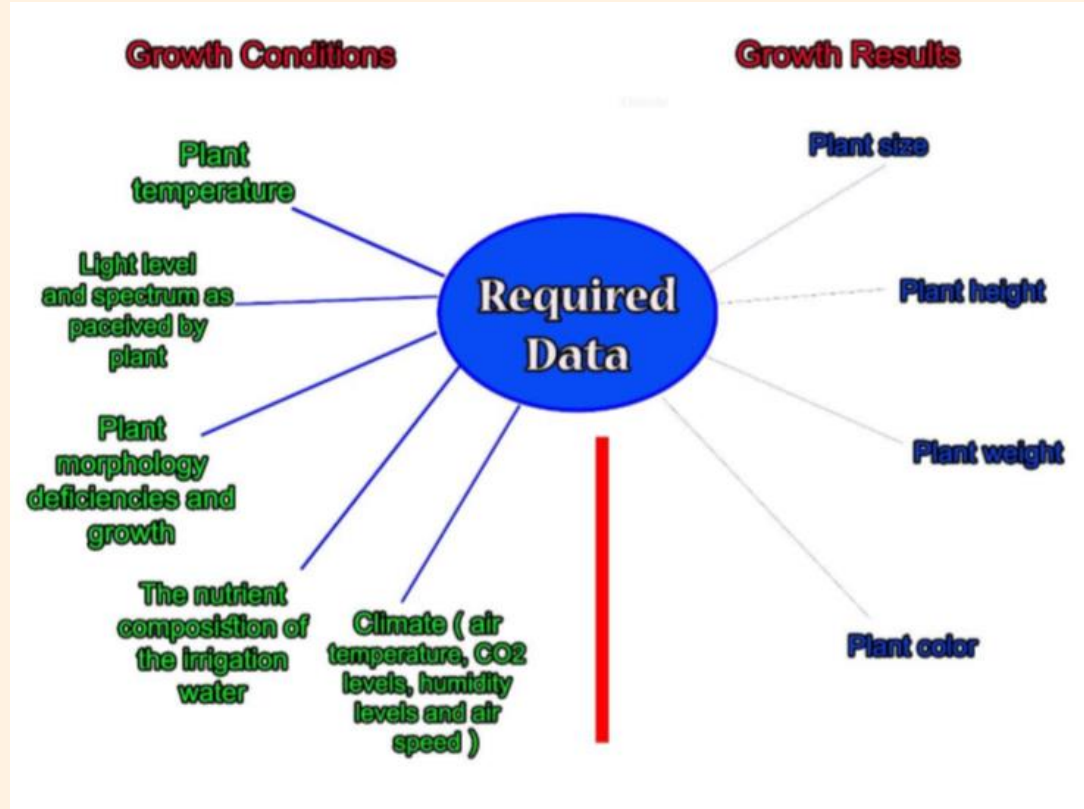 Growth Conditions
Growth Results
Plant
temperature
Light level
and spectrum as
paceived by
plant
Plant
morphology
deficiencies and
growth
The nutrient
composistion of
the irrigation
water
Climate ( air
temperature, CO2
levels, humidity
levels and air
speed )
Required
Data
Plant size
Plant height
Plant weight
Plant color